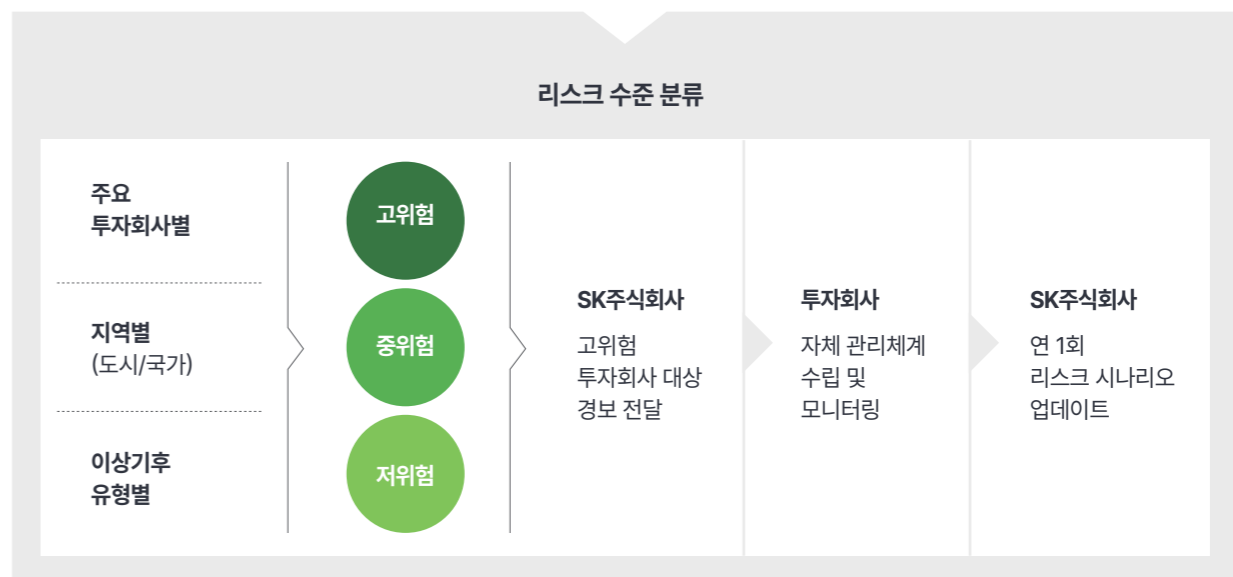 리스크 수준 분류
주요
투자회사별
지역별
(도시/국가)
이상기후
유형별
고위험
중위험
저위험
SK주식회사
고위험
투자회사 대상
경보 전달
투자회사
자체 관리체계
수립 및
모니터링
SK주식회사
연 1회
리스크 시나리오
업데이트